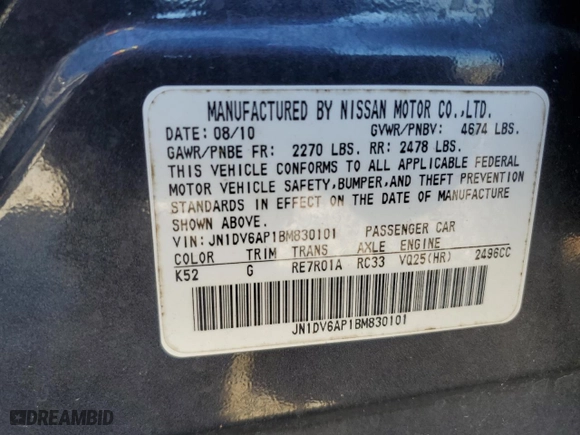 MANUFACTURED BY NISSAN MOTOR CO.,LTD.
DATE: 08/10 GVWR/PNBV: 4674 LBS.
GAWR/PNBE FR: 2270 LBS. RR: 2478 LBS.
THIS VEHICLE CONFORMS TO ALL APPLICABLE FEDERAL
MOTOR VEHICLE SAFETY,BUMPER,AND THEFT PREVENTION
STANDARDS IN EFFECT ON THE DATE OF MANUFACTURE
SHOWN ABOVE.
VIN: JN1DV6AP1BM830101 PASSENGER CAR
COLOR TRIM TRANS AXLE ENGINE
K52 G RE7R01A RC33 VQ25(HR) 2496CC
JN1DV6AP1BM830101
DREAMBID